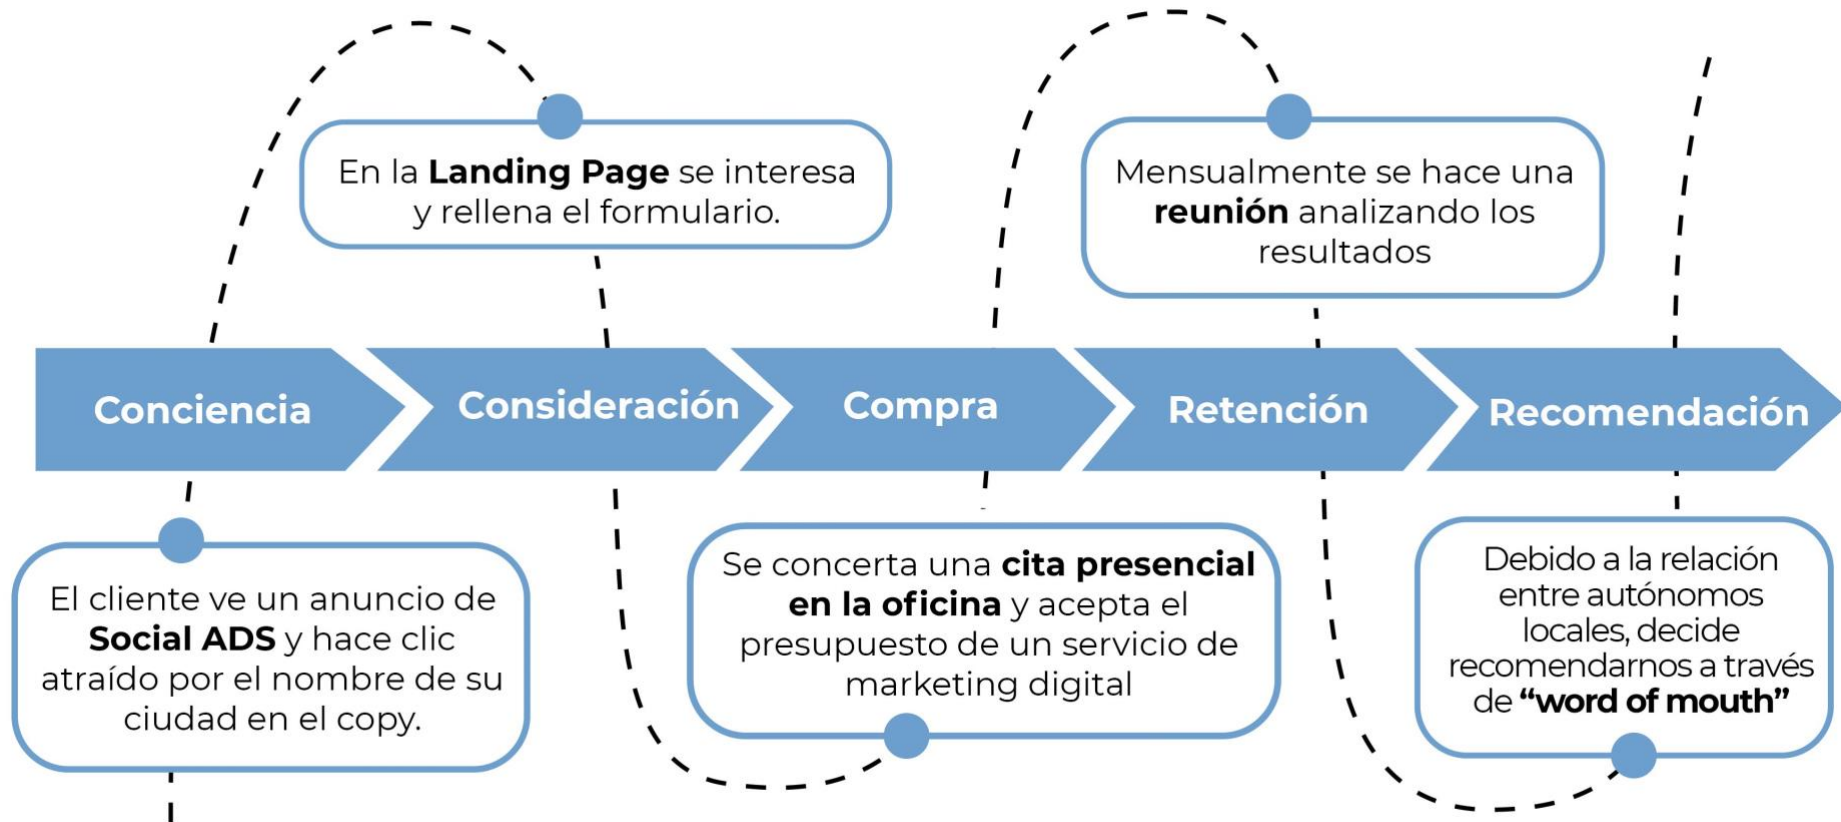 En la Landing Page se interesa
y rellena el formulario.
Mensualmente se hace una
reunión analizando los
resultados
Conciencia
Consideración
Compra
Retención
Recomendación
El cliente ve un anuncio de
Social ADS y hace clic
atraído por el nombre de su
ciudad en el copy.
Se concerta una cita presencial
en la oficina y acepta el
presupuesto de un servicio de
marketing digital
Debido a la relación
entre autónomos
locales, decide
recomendarnos a través
de “word of mouth”